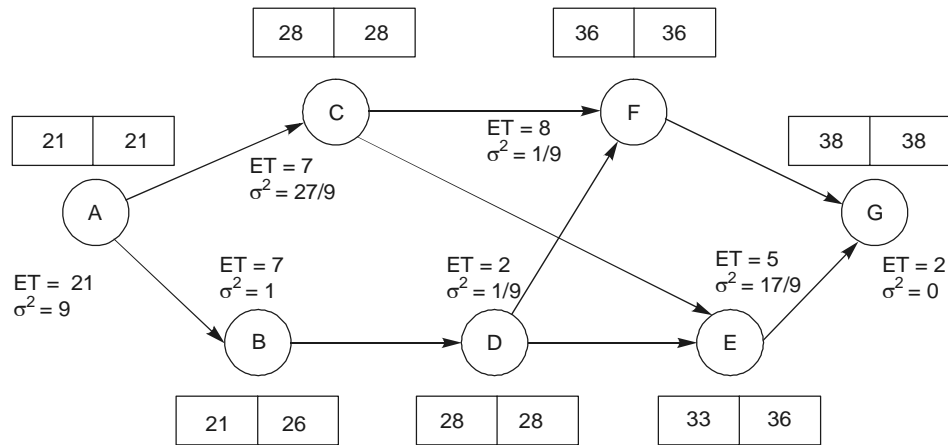 28 28
36 36
21 21
38 38
C
F
A
G
ET = 7
σ² = 27/9
ET = 8
σ² = 1/9
ET = 21
σ² = 9
ET = 7
σ² = 1
ET = 2
σ² = 1/9
ET = 5
σ² = 17/9
ET = 2
σ² = 0
B
D
E
21 26
28 28
33 36